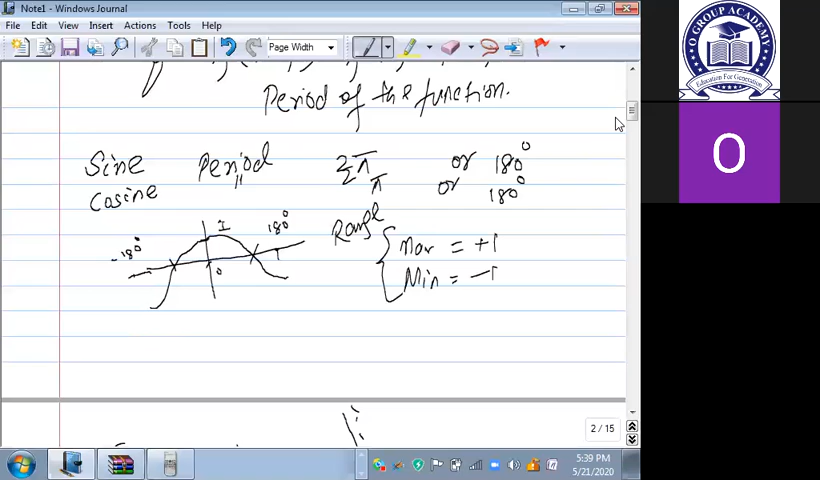 Note1 - Windows Journal
File Edit View Insert Actions Tools Help
Page Width
Period of the function.
Sine Period 2π or 180°
cosine π or 180°
-180° 1 180° Range
max = +1
Min = -1
0
2 / 15
5:39 PM
5/21/2020
O GROUP ACADEMY
Education For Generation
O